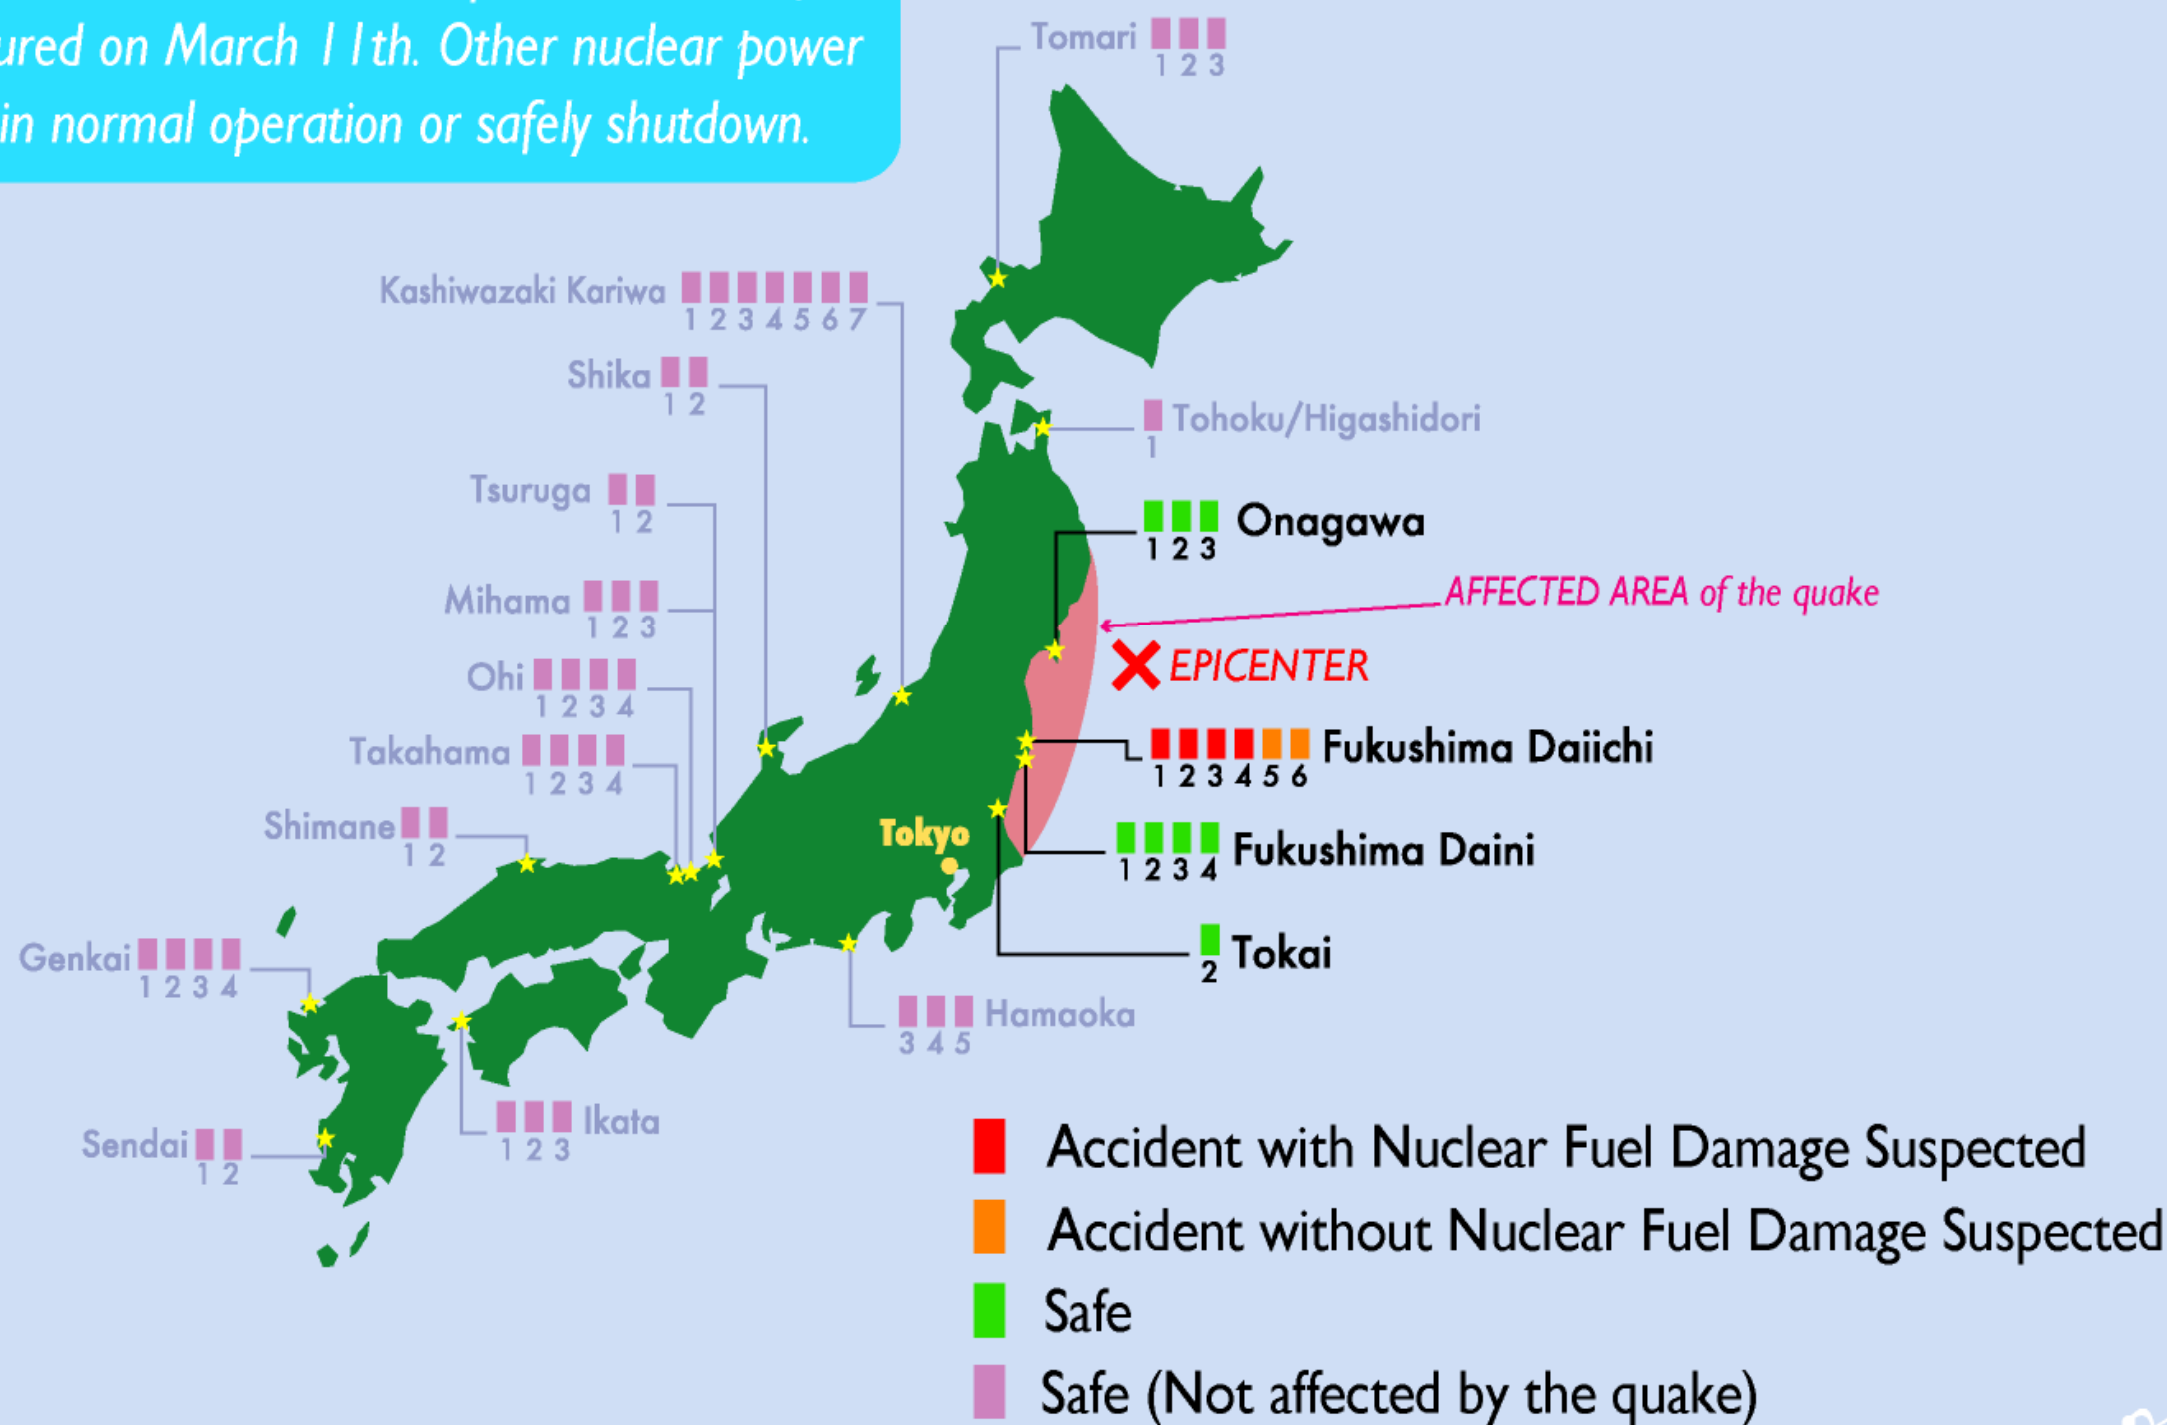 ured on March 11th. Other nuclear power
in normal operation or safely shutdown.
Tomari
1 2 3
Kashiwazaki Kariwa
1 2 3 4 5 6 7
Shika
1 2
Tohoku/Higashidori
1
Tsuruga
1 2
Onagawa
1 2 3
AFFECTED AREA of the quake
Mihama
1 2 3
EPICENTER
Ohi
1 2 3 4
Fukushima Daiichi
1 2 3 4 5 6
Takahama
1 2 3 4
Shimane
1 2
Tokyo
Fukushima Daini
1 2 3 4
Tokai
2
Genkai
1 2 3 4
Hamaoka
3 4 5
Ikata
1 2 3
Sendai
1 2
Accident with Nuclear Fuel Damage Suspected
Accident without Nuclear Fuel Damage Suspected
Safe
Safe (Not affected by the quake)